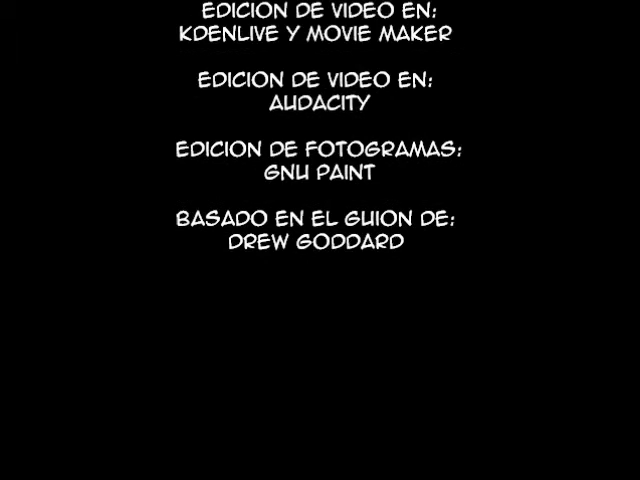 EDICION DE VIDEO EN:
KDENLIVE Y MOVIE MAKER
EDICION DE VIDEO EN:
AUDACITY
EDICION DE FOTOGRAMAS:
GNU PAINT
BASADO EN EL GUION DE:
DREW GODDARD